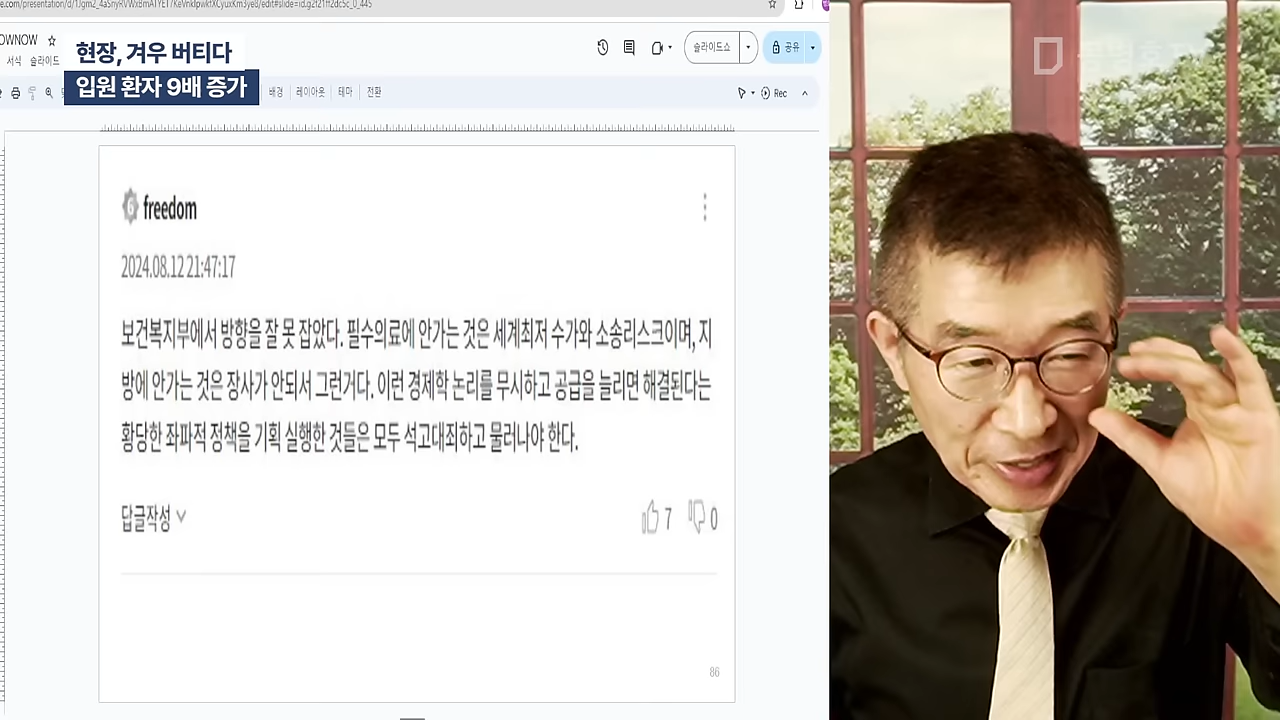 현장, 겨우 버티다
입원 환자 9배 증가
OWNOW
서식 슬라이드
슬라이드쇼
공유
배경 레이아웃 테마 전환
Rec
freedom
2024.08.12 21:47:17
보건복지부에서 방향을 잘 못 잡았다. 필수의료에 안가는 것은 세계최저 수가와 소송리스크이며, 지
방에 안가는 것은 장사가 안되서 그런거다. 이런 경제학 논리를 무시하고 공급을 늘리면 해결된다는
황당한 좌파적 정책을 기획 실행한 것들은 모두 석고대죄하고 물러나야 한다.
답글작성
7 0
86